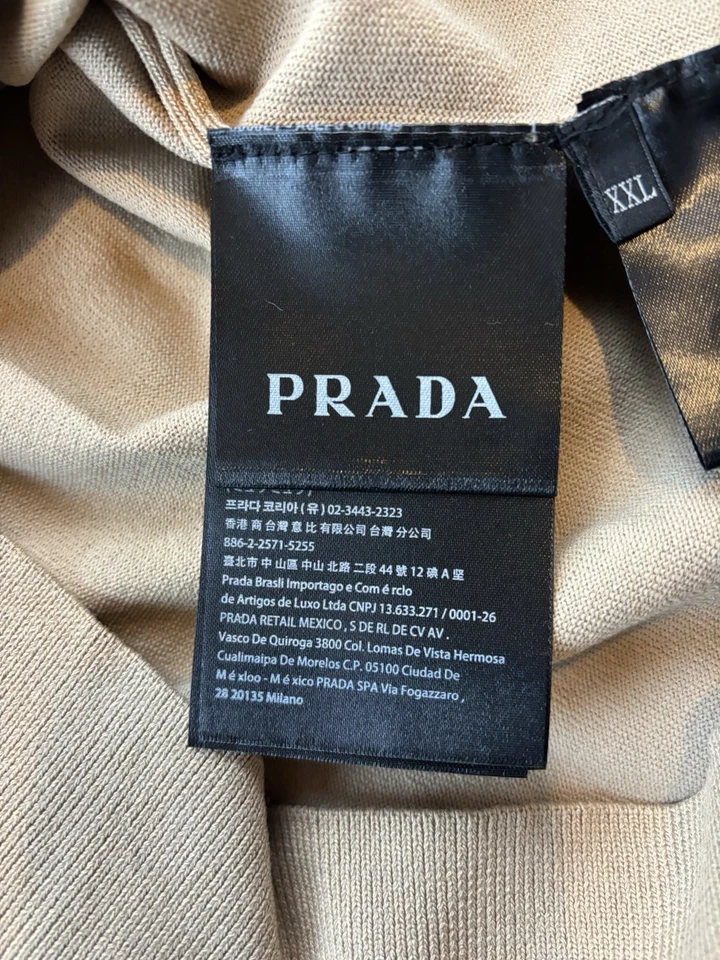 XXL
PRADA
프라다 코리아 ( 유 ) 02-3443-2323
香港 商 台灣 意 比 有限公司 台灣 分公司
886-2-2571-5255
臺北市 中 山區 中山 北路 二段 44 號 12 碘 A 坚
Prada Brasli Importago e Com é rclo
de Artigos de Luxo Ltda CNPJ 13.633.271 / 0001-26
PRADA RETAIL MEXICO , S DE RL DE CV AV .
Vasco De Quiroga 3800 Col. Lomas De Vista Hermosa
Cualimaipa De Morelos C.P. 05100 Ciudad De
M é xloo - M é xico PRADA SPA Via Fogazzaro ,
28 20135 Milano